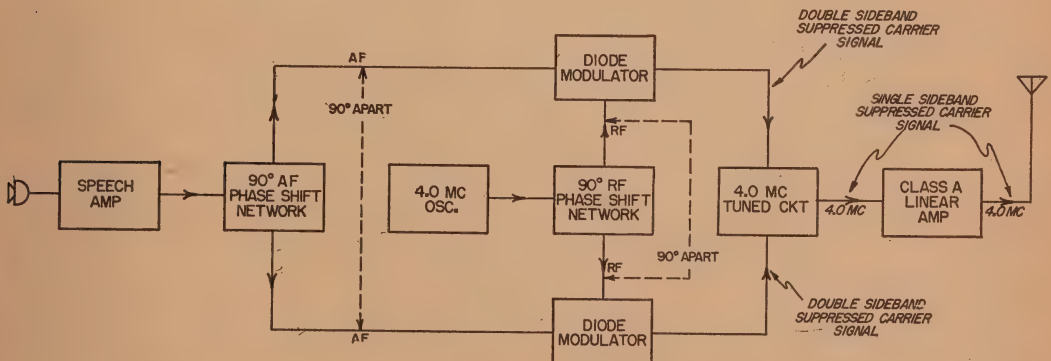 DOUBLE SIDEBAND
SUPPRESSED CARRIER
SIGNAL
AF
DIODE
MODULATOR
90° APART
RF
SINGLE SIDEBAND
SUPPRESSED CARRIER
SIGNAL
SPEECH
AMP
90° AF
PHASE SHIFT
NETWORK
4.0 MC
OSC.
90° RF
PHASE SHIFT
NETWORK
4.0 MC
TUNED CKT
4.0 MC
CLASS A
LINEAR
AMP
4.0 MC
RF
90° APART
AF
DIODE
MODULATOR
DOUBLE SIDEBAND
SUPPRESSED CARRIER
SIGNAL